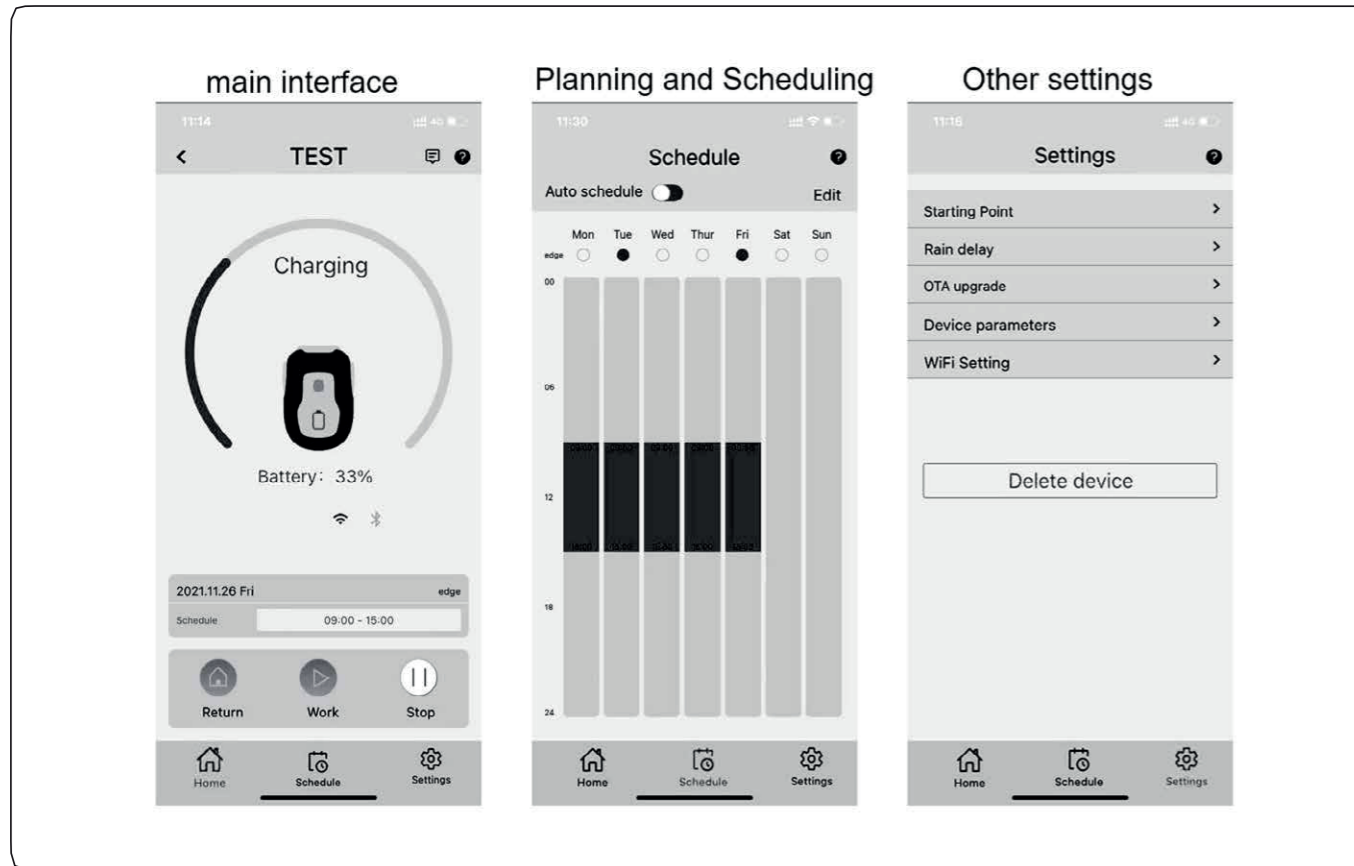 main interface
11:14
4G
TEST
Charging
Battery: 33%
2021.11.26 Fri
edge
Schedule
09:00 - 15:00
Return
Work
Stop
Home
Schedule
Settings
Planning and Scheduling
11:30
Schedule
Auto schedule
Edit
Mon Tue Wed Thur Fri Sat Sun
edge
00
06
12
18
24
Home
Schedule
Settings
Other settings
11:16
4G
Settings
Starting Point
Rain delay
OTA upgrade
Device parameters
WiFi Setting
Delete device
Home
Schedule
Settings